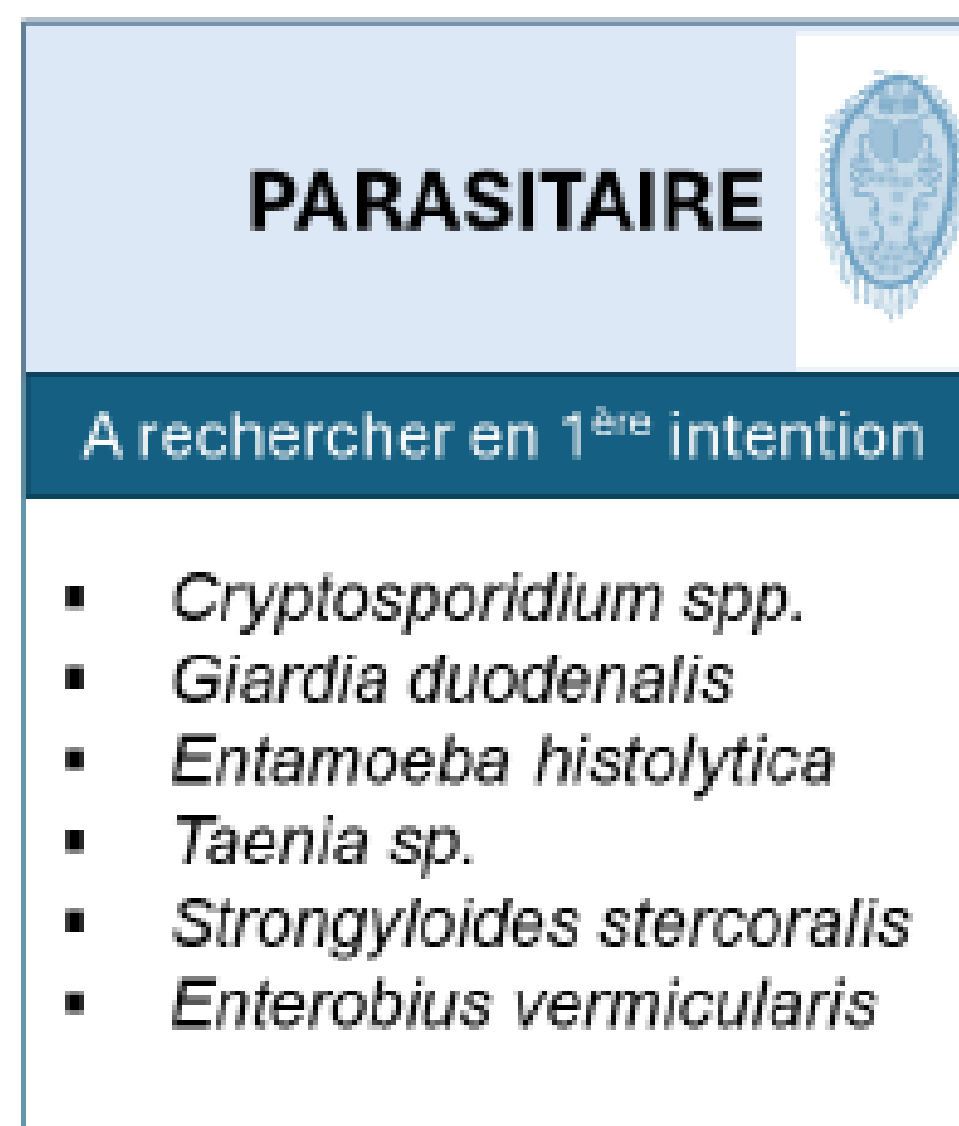 PARASITAIRE
A rechercher en 1ère intention
▪ Cryptosporidium spp.
▪ Giardia duodenalis
▪ Entamoeba histolytica
▪ Taenia sp.
▪ Strongyloides stercoralis
▪ Enterobius vermicularis